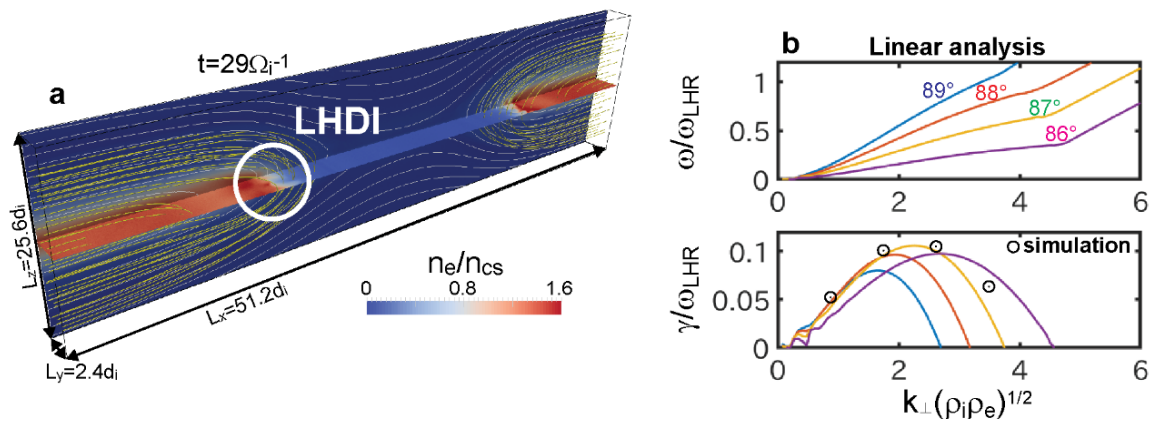 a
t=29Ωi-1
LHDI
Lz=25.6di
Lx=51.2di
Ly=2.4di
ne/ncs
0 0.8 1.6
b
Linear analysis
ω/ωLHR
1
0.5
0
89°
88°
87°
86°
0 2 4 6
γ/ωLHR
0.1
0.05
0
simulation
0 2 4 6
k⊥(ρiρe)1/2